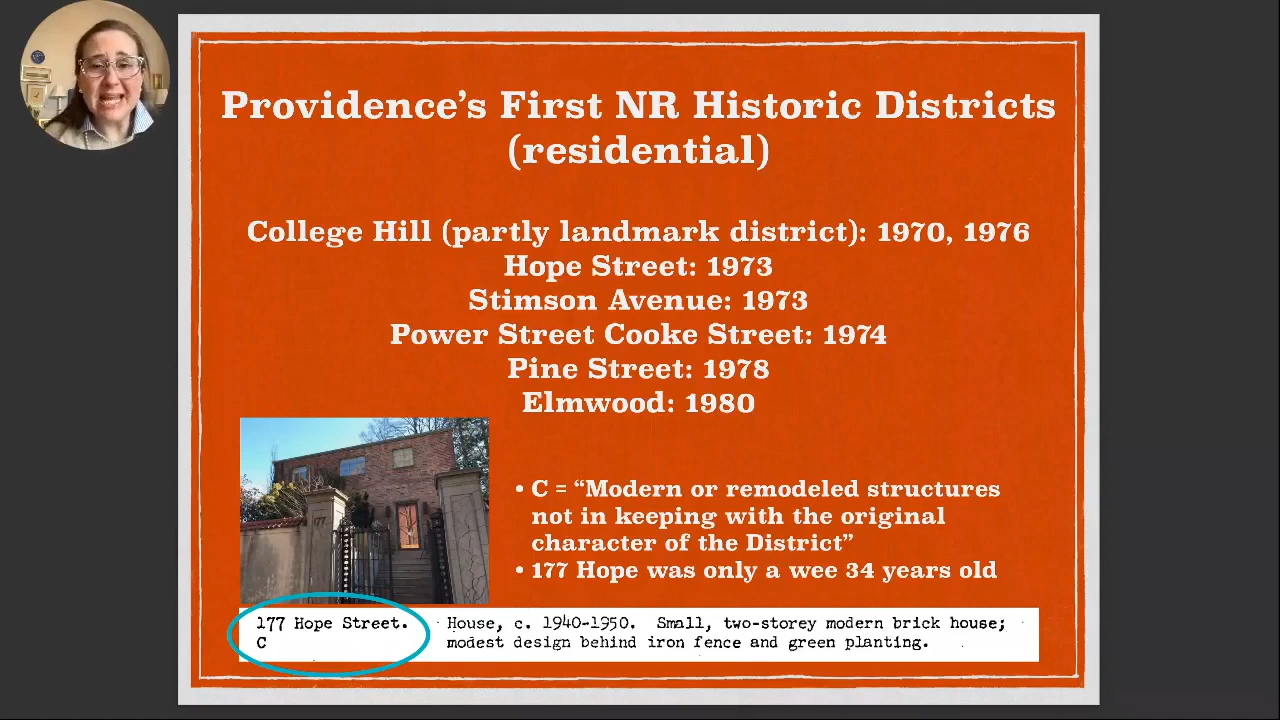 Providence’s First NR Historic Districts
(residential)
College Hill (partly landmark district): 1970, 1976
Hope Street: 1973
Stimson Avenue: 1973
Power Street Cooke Street: 1974
Pine Street: 1978
Elmwood: 1980
177
• C = “Modern or remodeled structures
not in keeping with the original
character of the District”
• 177 Hope was only a wee 34 years old
177 Hope Street. House, c. 1940-1950. Small, two-storey modern brick house;
C modest design behind iron fence and green planting.